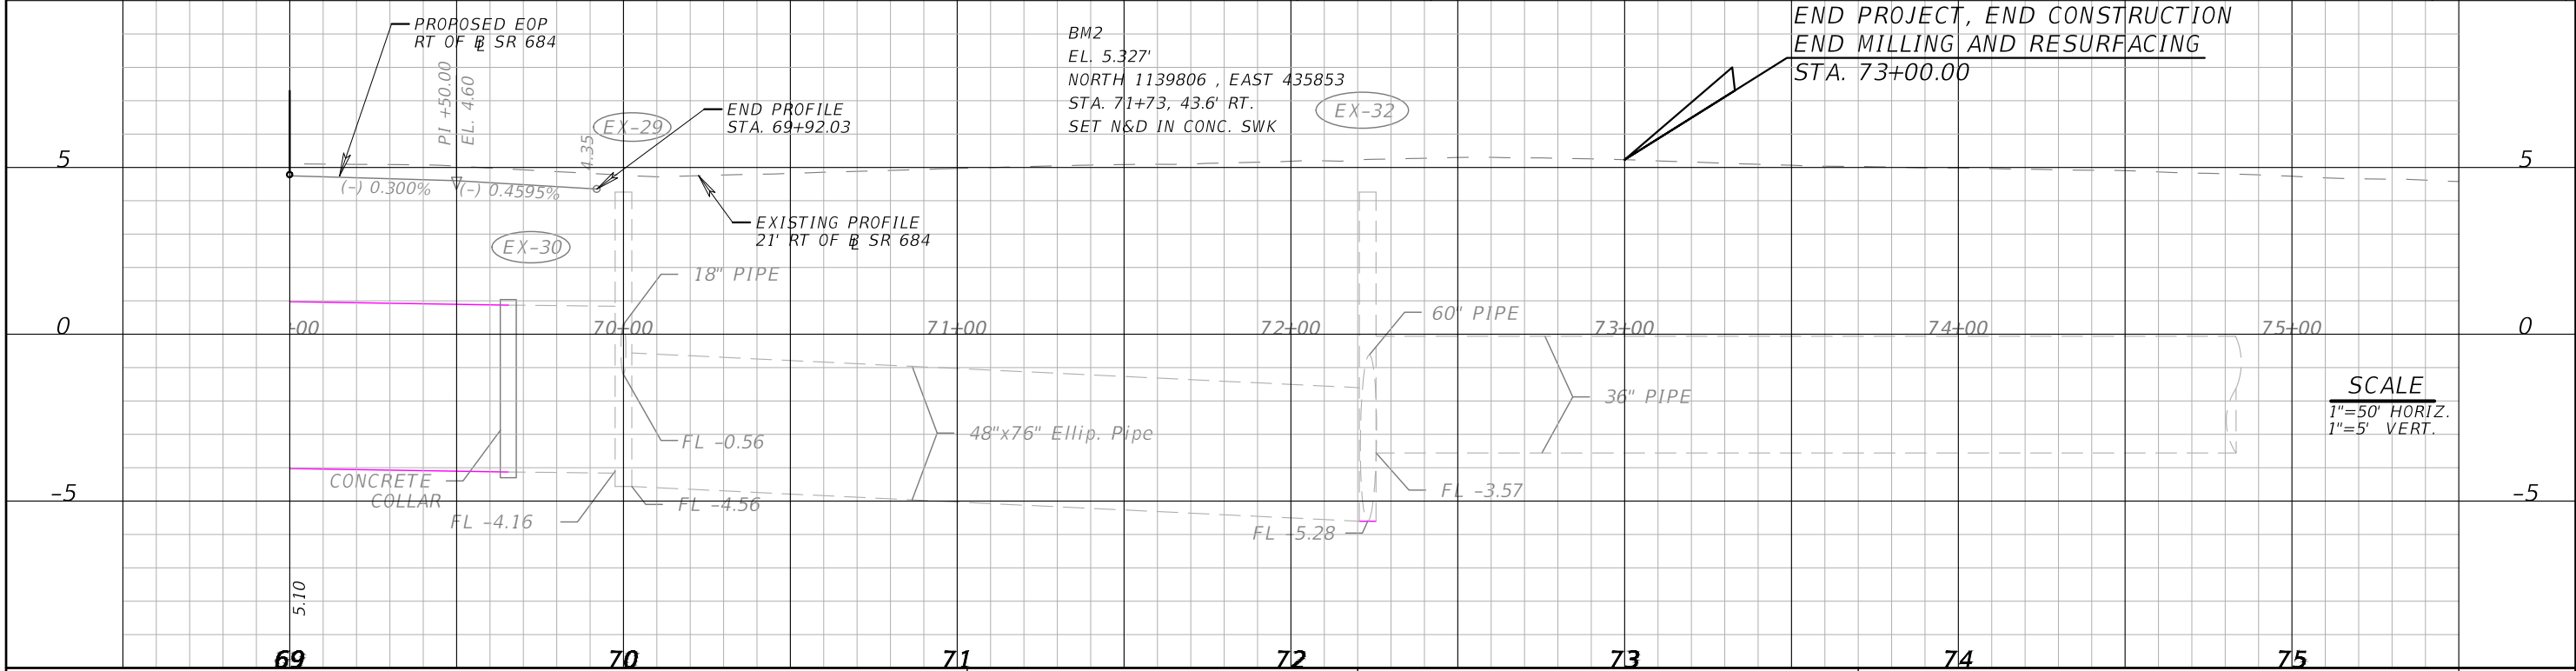 PROPOSED EOP
RT OF BL SR 684
PI +50.00
EL. 4.60
4.35
EX-29
END PROFILE
STA. 69+92.03
BM2
EL. 5.327'
NORTH 1139806 , EAST 435853
STA. 71+73, 43.6' RT.
SET N&D IN CONC. SWK
EX-32
END PROJECT, END CONSTRUCTION
END MILLING AND RESURFACING
STA. 73+00.00
5
5
(-) 0.300%
(-) 0.4595%
EXISTING PROFILE
21' RT OF BL SR 684
EX-30
18" PIPE
60" PIPE
0
-00
70+00
71+00
72+00
73+00
74+00
75+00
0
36" PIPE
SCALE
1"=50' HORIZ.
1"=5' VERT.
FL -0.56
48"x76" Ellip. Pipe
CONCRETE
COLLAR
FL -4.16
FL -4.56
FL -3.57
FL -5.28
-5
-5
5.10
69
70
71
72
73
74
75